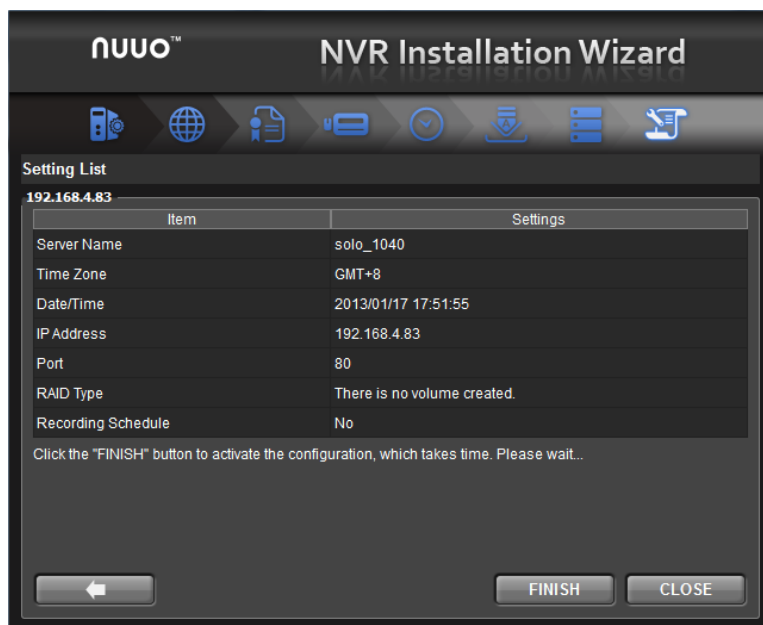 nuuo™
NVR Installation Wizard
Setting List
192.168.4.83
Item Settings
Server Name solo_1040
Time Zone GMT+8
Date/Time 2013/01/17 17:51:55
IP Address 192.168.4.83
Port 80
RAID Type There is no volume created.
Recording Schedule No
Click the "FINISH" button to activate the configuration, which takes time. Please wait...
FINISH CLOSE